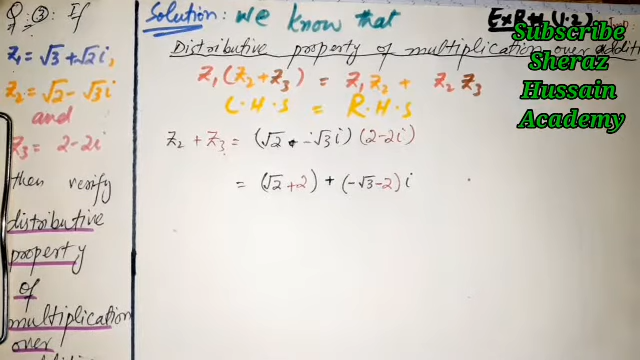 Q:③: If
z₁ = √3 + √2i,
z₂ = √2 - √3i
and
z₃ = 2 - 2i
then verify
distributive
property
of
multiplication
over
Solution: We know that
Ex
(1.2)
Distributive property of multiplication over additi
z₁(z₂+z₃) = z₁z₂ + z₂z₃
L.H.S = R.H.S
z₂ + z₃ = (√2 + -√3i)(2-2i)
= (√2+2) + (-√3-2)i
Subscribe
Sheraz
Hussain
Academy